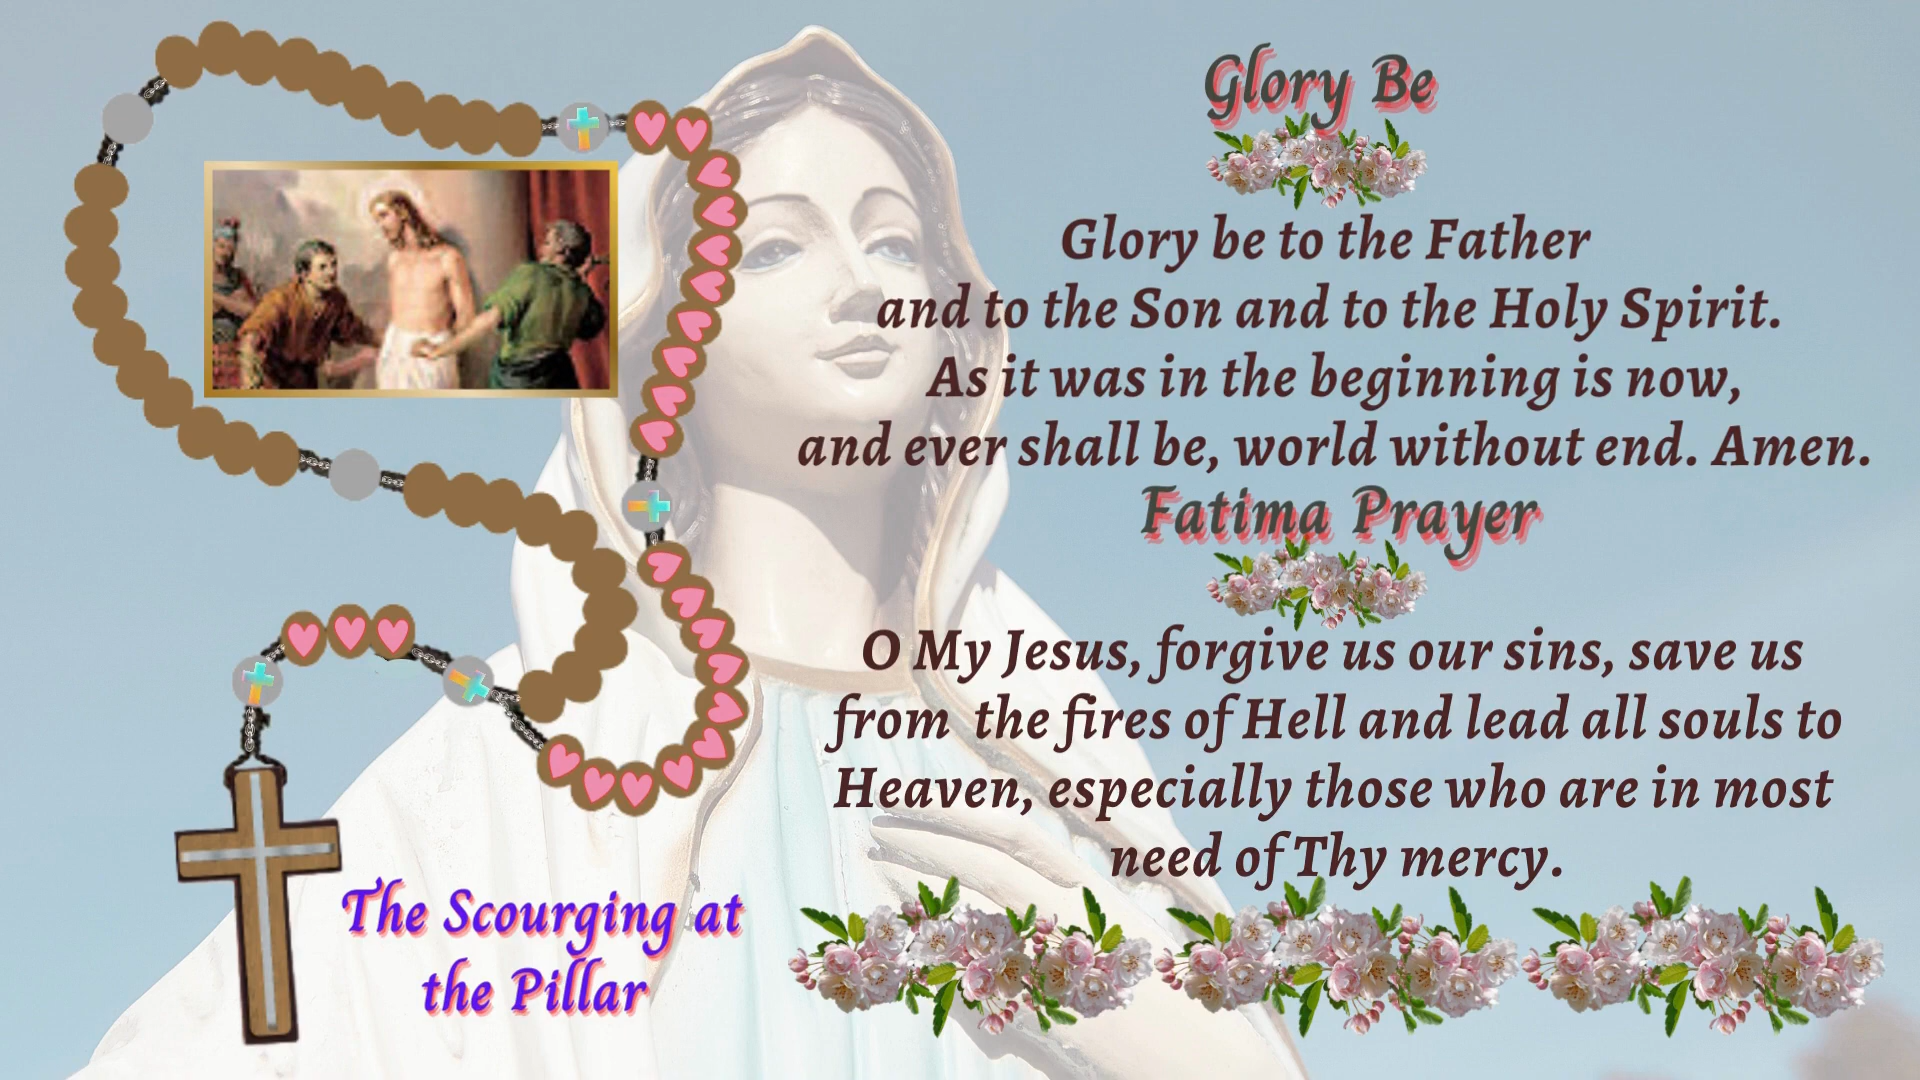 Glory Be
Glory be to the Father
and to the Son and to the Holy Spirit.
As it was in the beginning is now,
and ever shall be, world without end. Amen.
Fatima Prayer
O My Jesus, forgive us our sins, save us
from the fires of Hell and lead all souls to
Heaven, especially those who are in most
need of Thy mercy.
The Scourging at
the Pillar